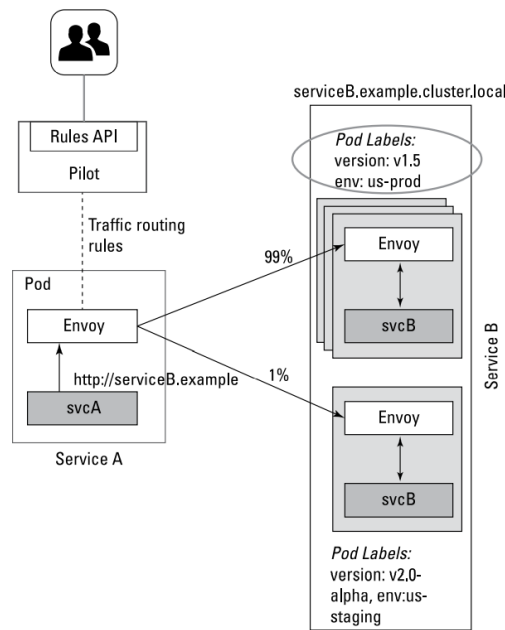 serviceB.example.cluster.local
Rules API
Pilot
Pod Labels:
version: v1.5
env: us-prod
Traffic routing
rules
99%
Envoy
svcB
Pod
Envoy
http://serviceB.example
svcA
Service A
1%
Envoy
svcB
Service B
Pod Labels:
version: v2.0-
alpha, env:us-
staging